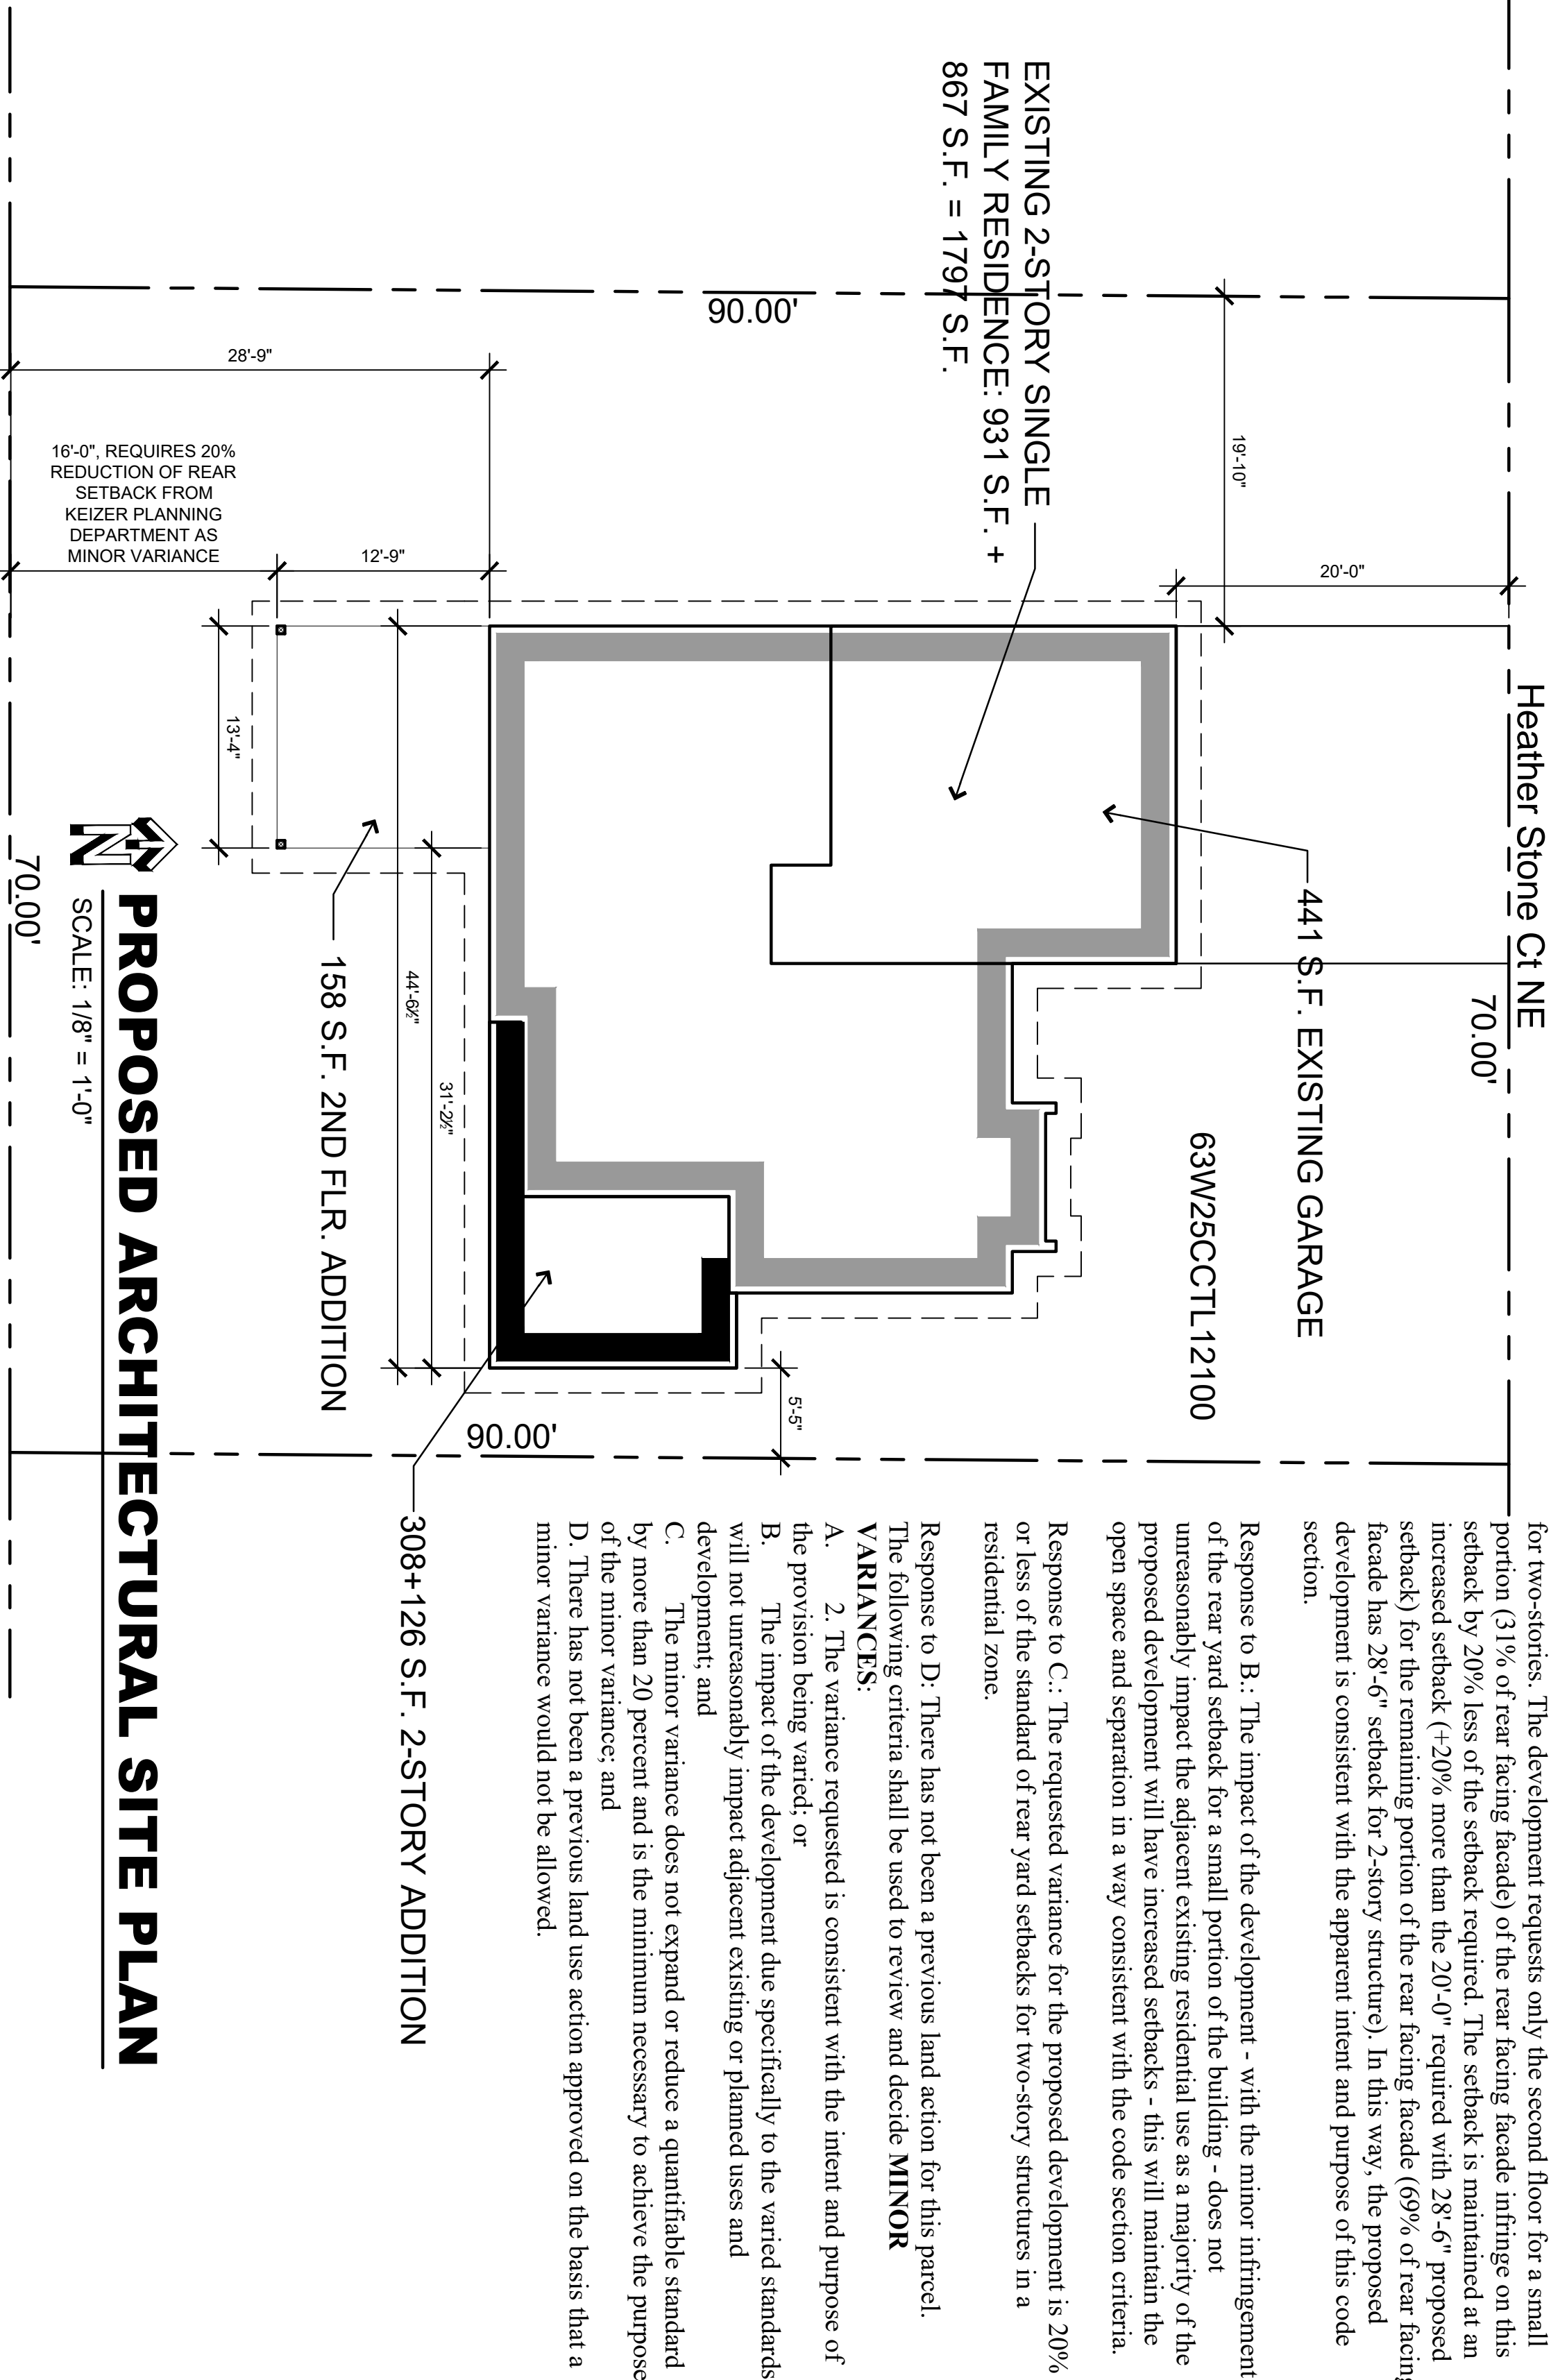 Heather Stone Ct NE
70.00'
20'-0"
19'-10"
90.00'
28'-9"
16'-0", REQUIRES 20%
REDUCTION OF REAR
SETBACK FROM
KEIZER PLANNING
DEPARTMENT AS
MINOR VARIANCE
12'-9"
13'-4"
44'-6½"
31'-2½"
5'-5"
90.00'
70.00'
EXISTING 2-STORY SINGLE
FAMILY RESIDENCE: 931 S.F. +
867 S.F. = 1797 S.F.
441 S.F. EXISTING GARAGE
63W25CCTL12100
158 S.F. 2ND FLR. ADDITION
308+126 S.F. 2-STORY ADDITION
N
PROPOSED ARCHITECTURAL SITE PLAN
SCALE: 1/8" = 1'-0"
for two-stories. The development requests only the second floor for a small
portion (31% of rear facing facade) of the rear facing facade infringe on this
setback by 20% less of the setback required. The setback is maintained at an
increased setback (+20% more than the 20'-0" required with 28'-6" proposed
setback) for the remaining portion of the rear facing facade (69% of rear facing
facade has 28'-6" setback for 2-story structure). In this way, the proposed
development is consistent with the apparent intent and purpose of this code
section.
Response to B.: The impact of the development - with the minor infringement
of the rear yard setback for a small portion of the building - does not
unreasonably impact the adjacent existing residential use as a majority of the
proposed development will have increased setbacks - this will maintain the
open space and separation in a way consistent with the code section criteria.
Response to C.: The requested variance for the proposed development is 20%
or less of the standard of rear yard setbacks for two-story structures in a
residential zone.
Response to D: There has not been a previous land action for this parcel.
The following criteria shall be used to review and decide MINOR
VARIANCES:
A. 2. The variance requested is consistent with the intent and purpose of
the provision being varied; or
B. The impact of the development due specifically to the varied standards
will not unreasonably impact adjacent existing or planned uses and
development; and
C. The minor variance does not expand or reduce a quantifiable standard
by more than 20 percent and is the minimum necessary to achieve the purpose
of the minor variance; and
D. There has not been a previous land use action approved on the basis that a
minor variance would not be allowed.